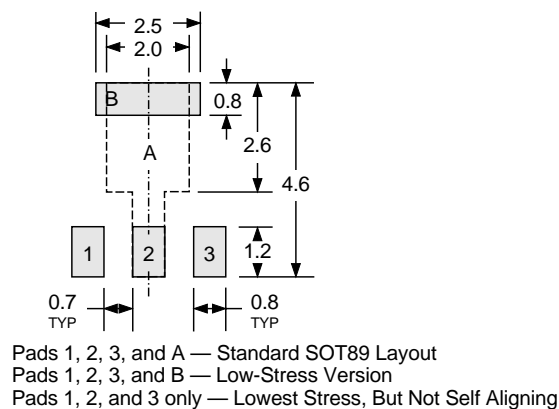 2.5
2.0
B
0.8
A
2.6
4.6
1
2
3
1.2
0.7
TYP
0.8
TYP
Pads 1, 2, 3, and A — Standard SOT89 Layout
Pads 1, 2, 3, and B — Low-Stress Version
Pads 1, 2, and 3 only — Lowest Stress, But Not Self Aligning